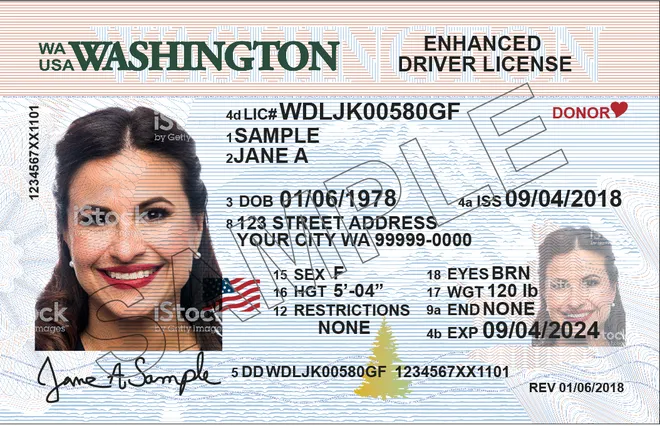 WA
USA WASHINGTON
ENHANCED
DRIVER LICENSE
1234567XX1101
4d LIC# WDLJK00580GF
DONOR
1 SAMPLE
2 JANE A
3 DOB 01/06/1978
4a ISS 09/04/2018
8 123 STREET ADDRESS
YOUR CITY WA 99999-0000
15 SEX F
18 EYES BRN
16 HGT 5'-04"
17 WGT 120 lb
12 RESTRICTIONS
NONE
9a END NONE
4b EXP 09/04/2024
5 DD WDLJK00580GF 1234567XX1101
REV 01/06/2018
Jane A Sample
SAMPLE
iStock
by Getty Images